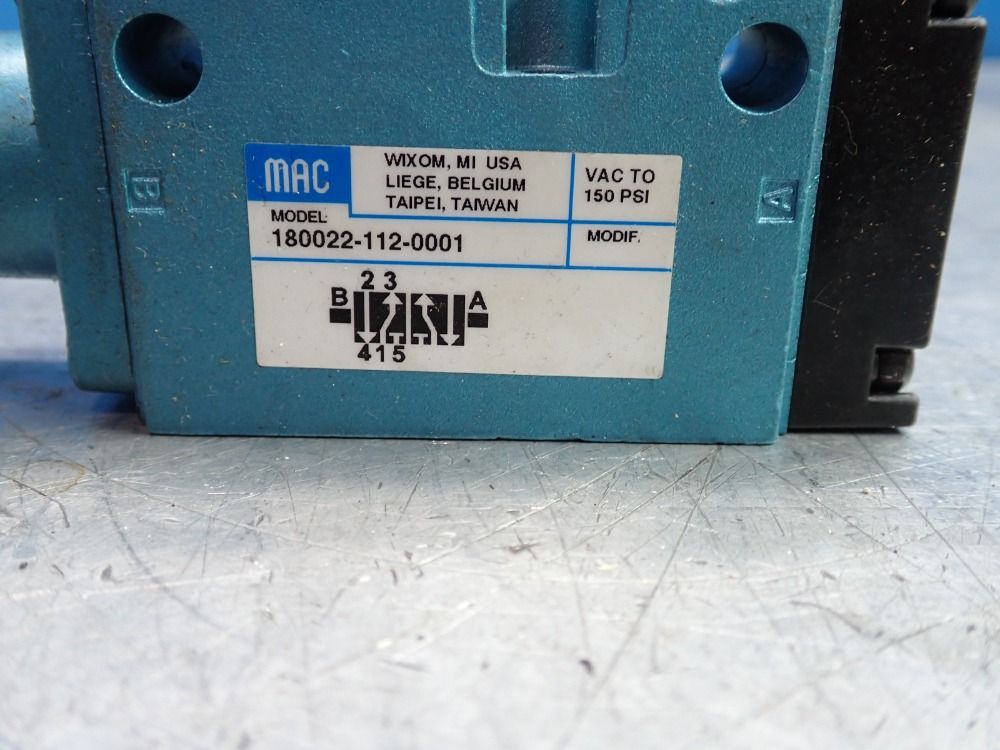 MAC
WIXOM, MI USA
LIEGE, BELGIUM
TAIPEI, TAIWAN
VAC TO
150 PSI
MODEL
180022-112-0001
MODIF.
2 3
B A
415
B
A